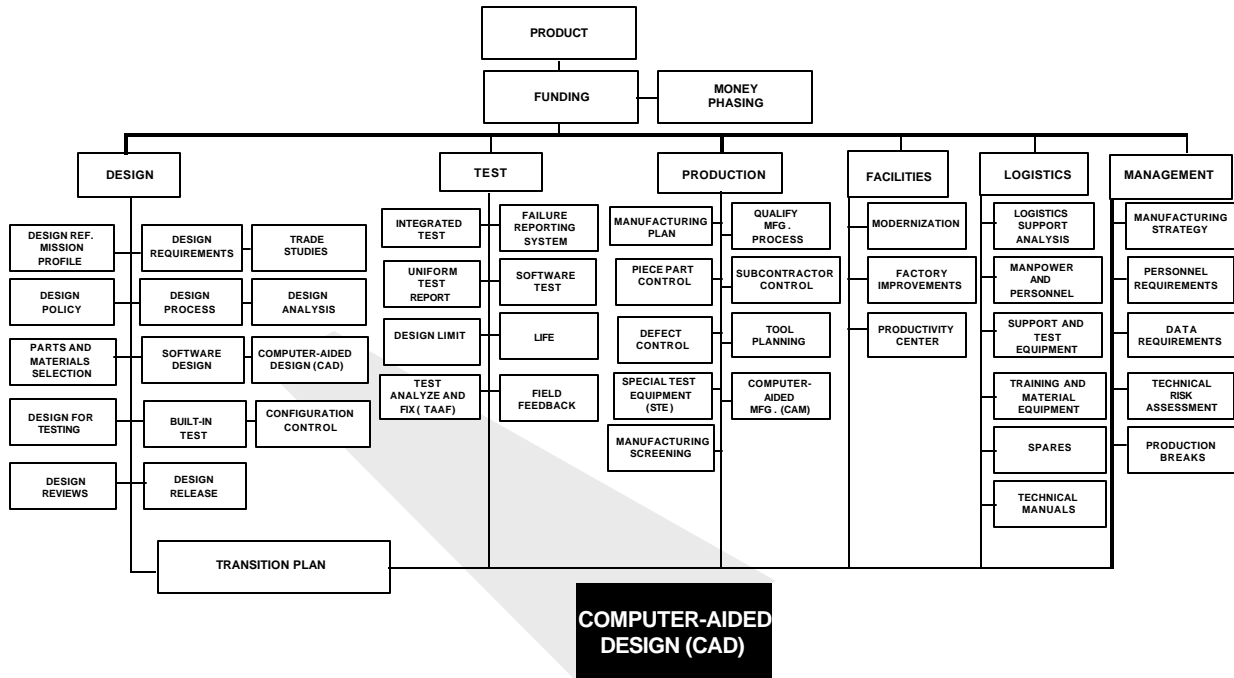 PRODUCT
FUNDING
MONEY
PHASING
DESIGN
TEST
PRODUCTION
FACILITIES
LOGISTICS
MANAGEMENT
DESIGN REF.
MISSION
PROFILE
DESIGN
REQUIREMENTS
TRADE
STUDIES
DESIGN
POLICY
DESIGN
PROCESS
DESIGN
ANALYSIS
PARTS AND
MATERIALS
SELECTION
SOFTWARE
DESIGN
COMPUTER-AIDED
DESIGN (CAD)
DESIGN FOR
TESTING
BUILT-IN
TEST
CONFIGURATION
CONTROL
DESIGN
REVIEWS
DESIGN
RELEASE
INTEGRATED
TEST
FAILURE
REPORTING
SYSTEM
UNIFORM
TEST
REPORT
SOFTWARE
TEST
DESIGN LIMIT
LIFE
TEST
ANALYZE AND
FIX ( TAAF)
FIELD
FEEDBACK
MANUFACTURING
PLAN
QUALIFY
MFG .
PROCESS
PIECE PART
CONTROL
SUBCONTRACTOR
CONTROL
DEFECT
CONTROL
TOOL
PLANNING
SPECIAL TEST
EQUIPMENT
(STE)
COMPUTER-
AIDED
MFG . (CAM)
MANUFACTURING
SCREENING
MODERNIZATION
FACTORY
IMPROVEMENTS
PRODUCTIVITY
CENTER
LOGISTICS
SUPPORT
ANALYSIS
MANPOWER
AND
PERSONNEL
SUPPORT AND
TEST
EQUIPMENT
TRAINING AND
MATERIAL
EQUIPMENT
SPARES
TECHNICAL
MANUALS
MANUFACTURING
STRATEGY
PERSONNEL
REQUIREMENTS
DATA
REQUIREMENTS
TECHNICAL
RISK
ASSESSMENT
PRODUCTION
BREAKS
TRANSITION PLAN
COMPUTER-AIDED
DESIGN (CAD)